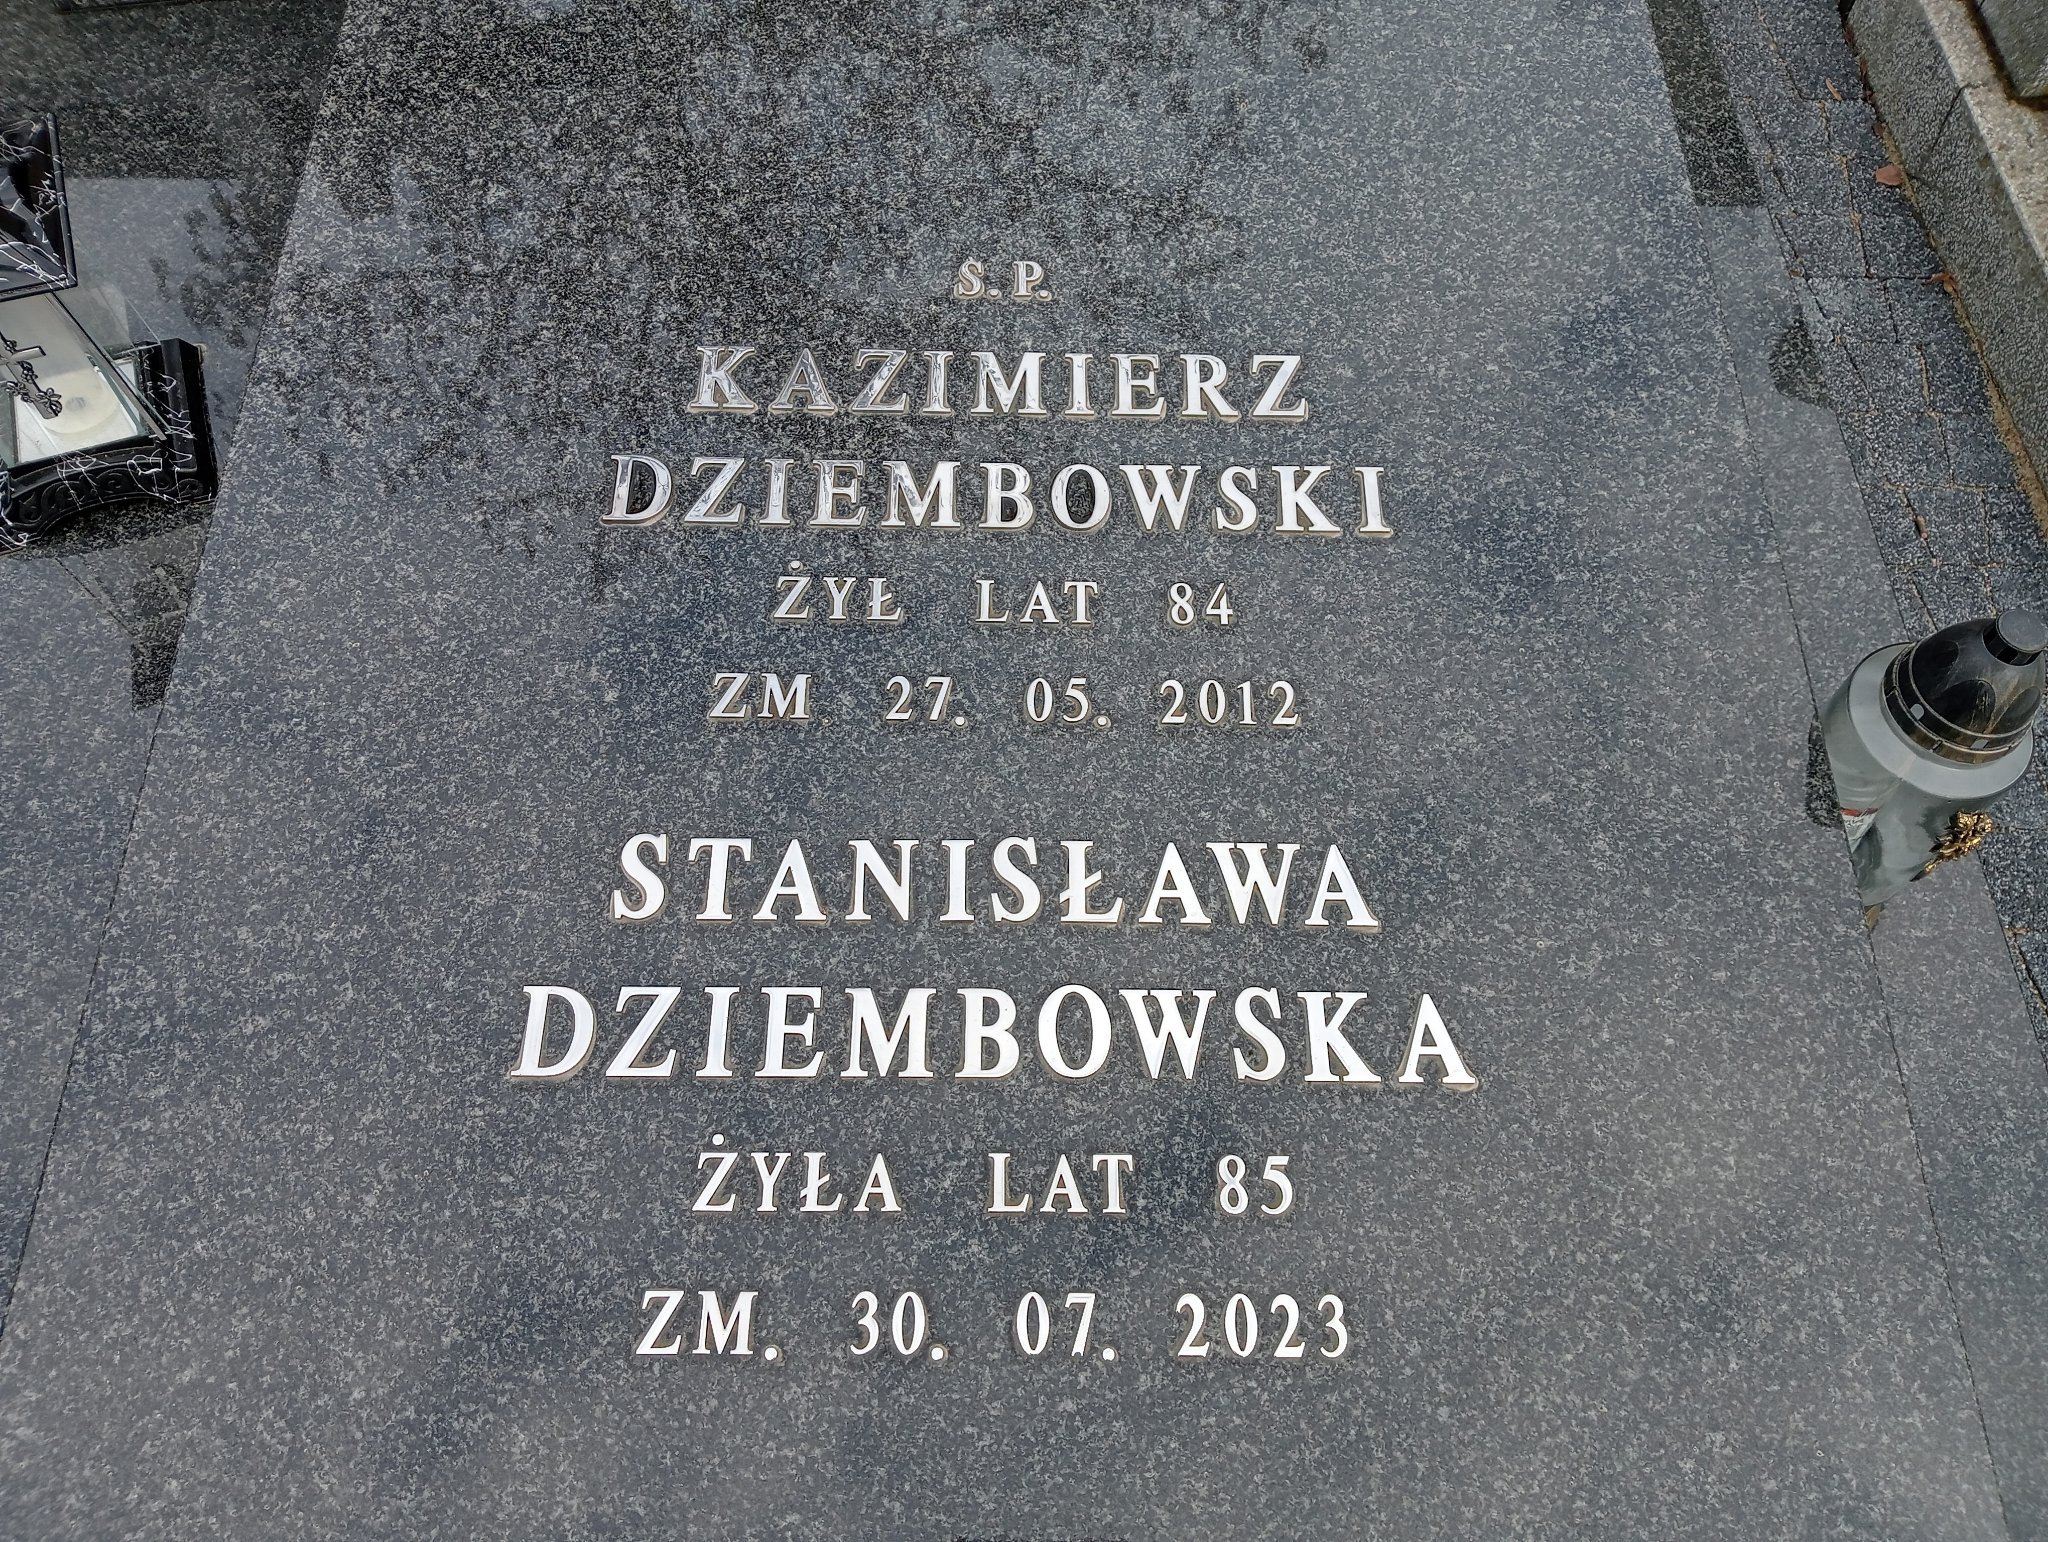 Ś. P.
KAZIMIERZ
DZIEMBOWSKI
ŻYŁ LAT 84
ZM. 27. 05. 2012
STANISŁAWA
DZIEMBOWSKA
ŻYŁA LAT 85
ZM. 30. 07. 2023